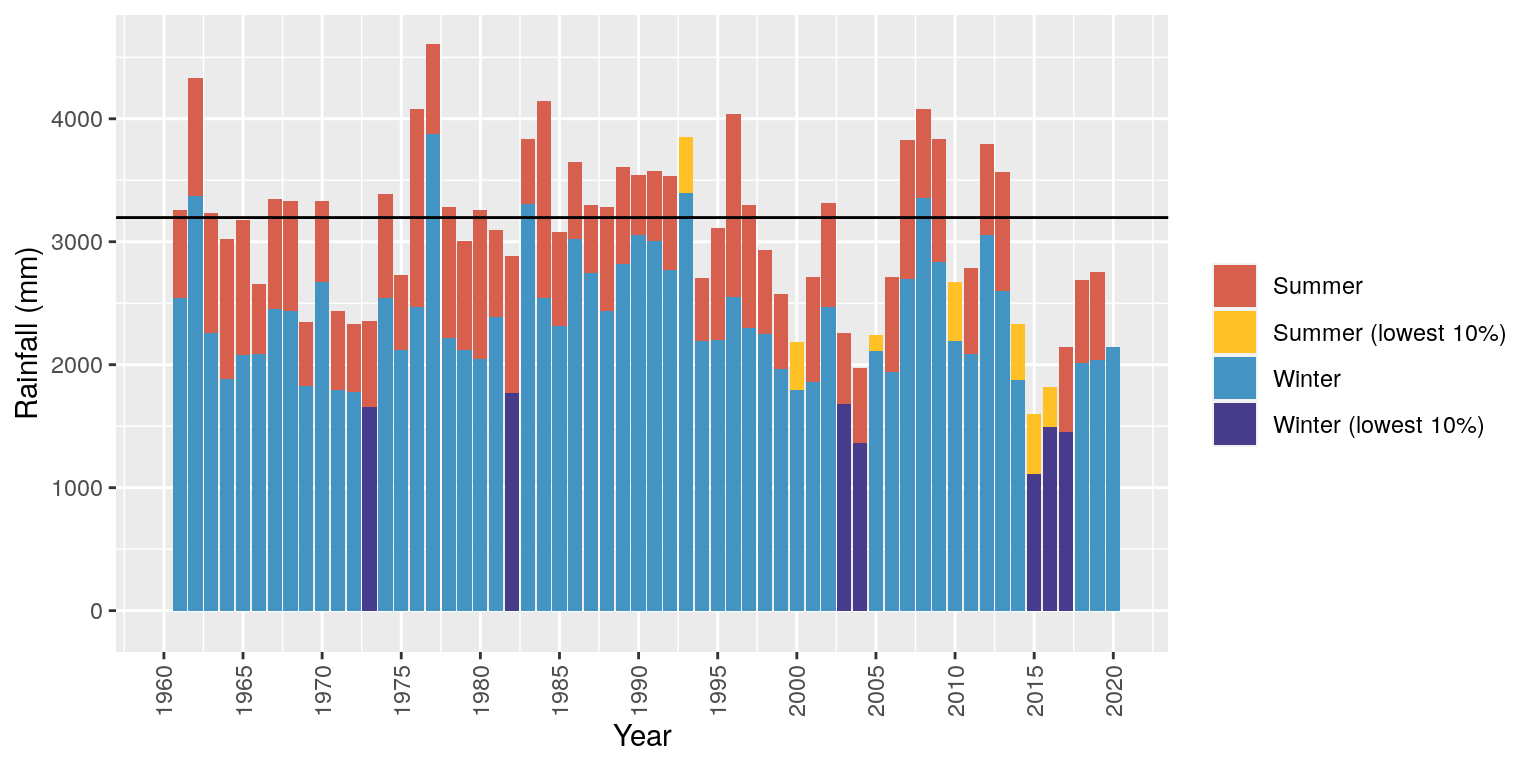 Rainfall (mm)
4000
3000
2000
1000
0
1960 1965 1970 1975 1980 1985 1990 1995 2000 2005 2010 2015 2020
Year
Summer
Summer (lowest 10%)
Winter
Winter (lowest 10%)